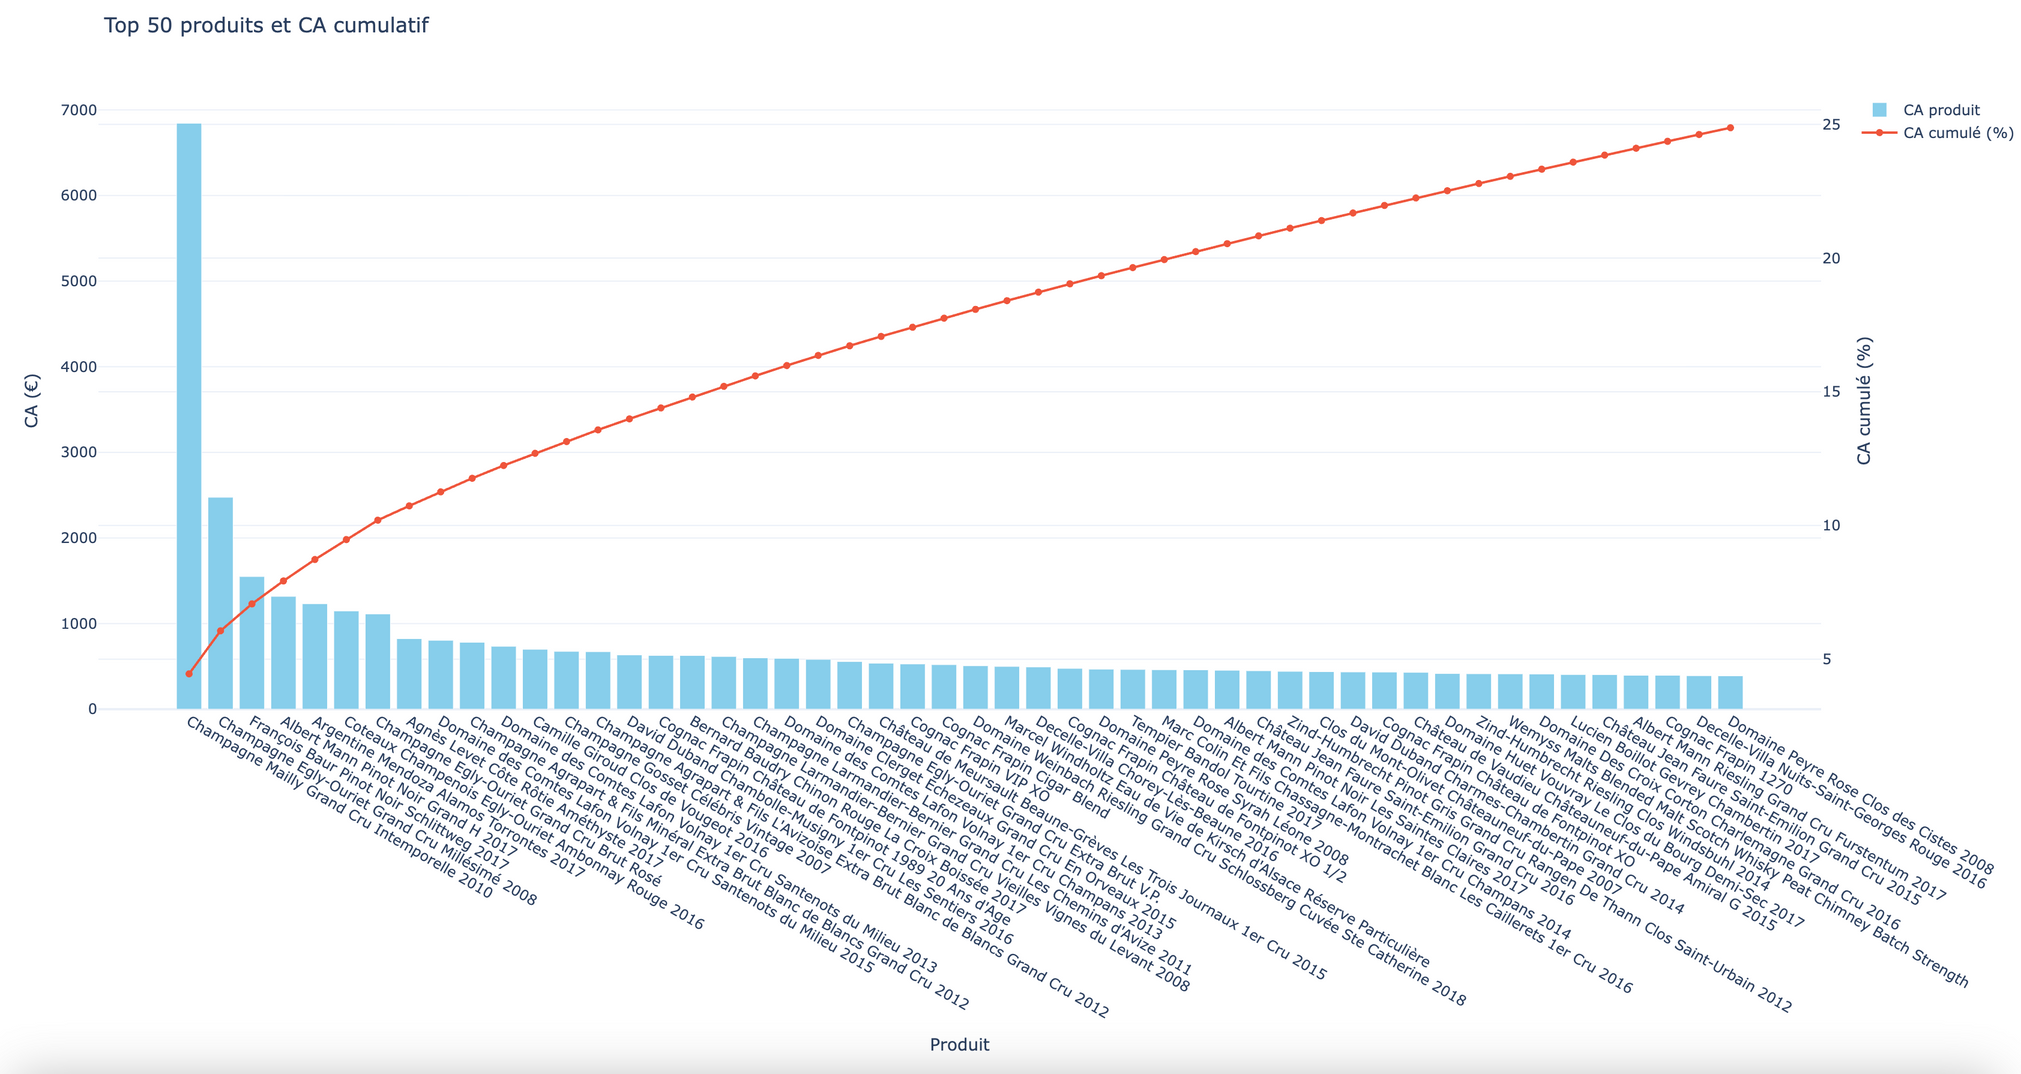 Top 50 produits et CA cumulatif
CA produit
CA cumulé (%)
CA (€)
7000
6000
5000
4000
3000
2000
1000
0
CA cumulé (%)
25
20
15
10
5
Champagne Mailly Grand Cru Intemporelle 2010
Champagne Egly-Ouriet Grand Cru Millésimé 2008
François Baur Pinot Noir Schlittweg 2017
Albert Mann Pinot Noir Grand H 2017
Argentine Mendoza Alamos Torrontes 2017
Coteaux Champenois Egly-Ouriet Ambonnay Rouge 2016
Champagne Egly-Ouriet Grand Cru Brut Rosé
Agnès Levet Côte Rôtie Améthyste 2017
Domaine des Comtes Lafon Volnay 1er Cru Santenots du Milieu 2015
Champagne Agrapart & Fils Minéral Extra Brut Blanc de Blancs Grand Cru 2012
Domaine des Comtes Lafon Volnay 1er Cru Santenots du Milieu 2013
Camille Giroud Clos de Vougeot 2016
Champagne Gosset Célébris Vintage 2007
Champagne Agrapart & Fils L'Avizoise Extra Brut Blanc de Blancs Grand Cru 2012
David Duband Chambolle-Musigny 1er Cru Les Sentiers 2016
Cognac Frapin Château de Fontpinot 1989 20 Ans d'Age
Bernard Baudry Chinon Rouge La Croix Boissée 2017
Champagne Larmandier-Bernier Grand Cru Vieilles Vignes du Levant 2008
Champagne Larmandier-Bernier Grand Cru Les Chemins d'Avize 2011
Domaine des Comtes Lafon Volnay 1er Cru Champans 2013
Domaine Clerget Echezeaux Grand Cru En Orveaux 2015
Champagne Egly-Ouriet Grand Cru Extra Brut V.P.
Château de Meursault Beaune-Grèves Les Trois Journaux 1er Cru 2015
Cognac Frapin VIP XO
Cognac Frapin Cigar Blend
Domaine Weinbach Riesling Grand Cru Schlossberg Cuvée Ste Catherine 2018
Marcel Windholtz Eau de Vie de Kirsch d'Alsace Réserve Particulière
Decelle-Villa Chorey-Lès-Beaune 2016
Cognac Frapin Château de Fontpinot XO 1/2
Domaine Peyre Rose Syrah Léone 2008
Tempier Bandol Tourtine 2017
Marc Colin Et Fils Chassagne-Montrachet Blanc Les Caillerets 1er Cru 2016
Domaine des Comtes Lafon Volnay 1er Cru Champans 2014
Albert Mann Pinot Noir Les Saintes Claires 2017
Château Jean Faure Saint-Emilion Grand Cru 2016
Zind-Humbrecht Pinot Gris Grand Cru Rangen De Thann Clos Saint-Urbain 2012
Clos du Mont-Olivet Châteauneuf-du-Pape 2007
David Duband Charmes-Chambertin Grand Cru 2014
Cognac Frapin Château de Fontpinot XO
Château de Vaudieu Châteauneuf-du-Pape Amiral G 2015
Domaine Huet Vouvray Le Clos du Bourg Demi-Sec 2017
Zind-Humbrecht Riesling Clos Windsbuhl 2014
Wemyss Malts Blended Malt Scotch Whisky Peat Chimney Batch Strength
Domaine Des Croix Corton Charlemagne Grand Cru 2016
Lucien Boillot Gevrey Chambertin 2017
Château Jean Faure Saint-Emilion Grand Cru 2015
Albert Mann Riesling Grand Cru Furstentum 2017
Cognac Frapin 1270
Decelle-Villa Nuits-Saint-Georges Rouge 2016
Domaine Peyre Rose Clos des Cistes 2008
Produit